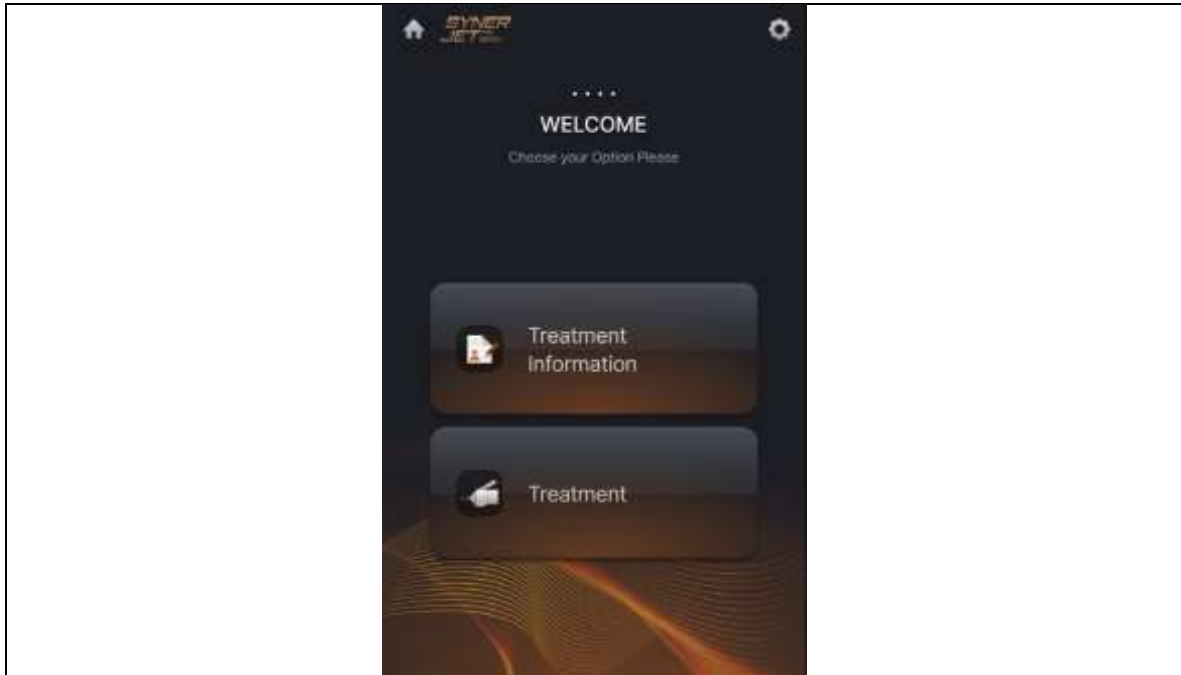 SYNER
JET
WELCOME
Choose your Option Please
Treatment
Information
Treatment